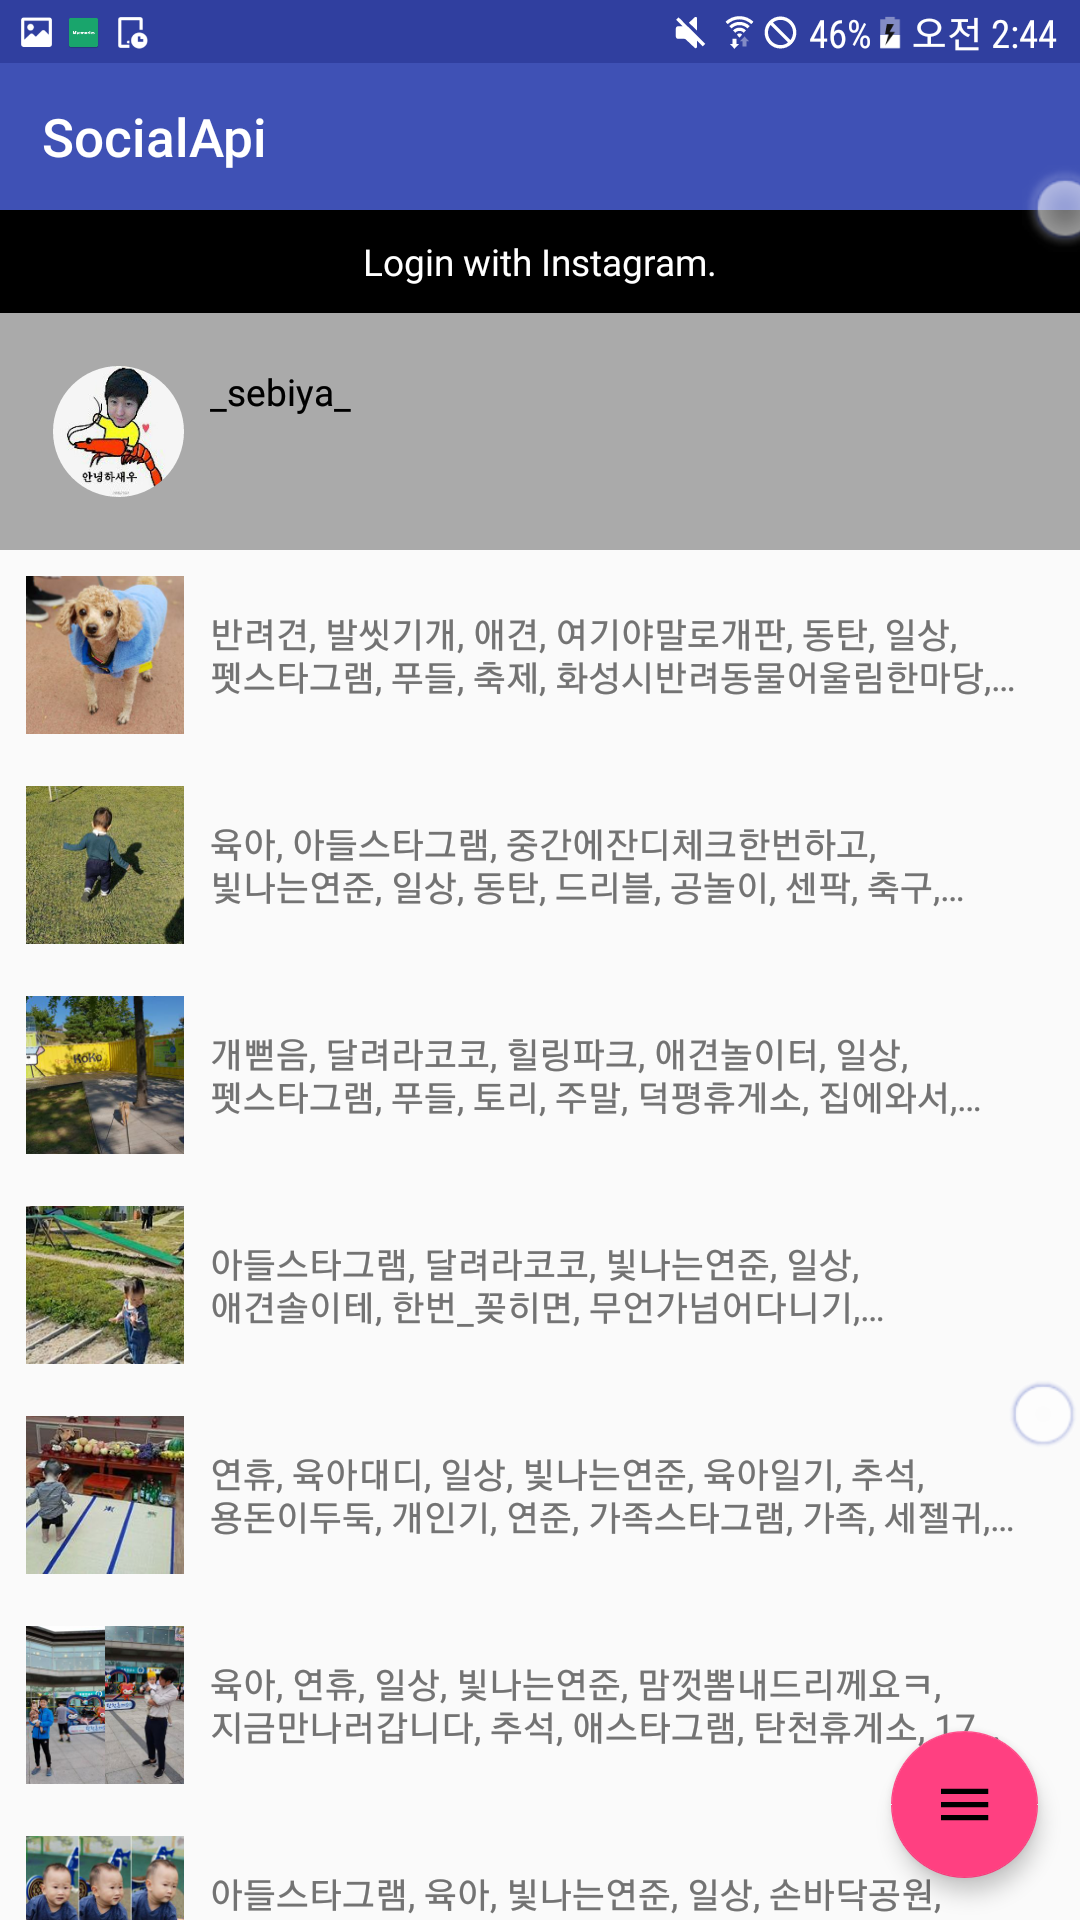 46% 오전 2:44
SocialApi
Login with Instagram.
_sebiya_
안녕하새우
반려견, 발씻기개, 애견, 여기야말로개판, 동탄, 일상,
펫스타그램, 푸들, 축제, 화성시반려동물어울림한마당,...
육아, 아들스타그램, 중간에잔디체크한번하고,
빛나는연준, 일상, 동탄, 드리블, 공놀이, 센팍, 축구,...
KOKO
개뻗음, 달려라코코, 힐링파크, 애견놀이터, 일상,
펫스타그램, 푸들, 토리, 주말, 덕평휴게소, 집에와서,...
아들스타그램, 달려라코코, 빛나는연준, 일상,
애견솔이테, 한번_꽂히면, 무언가넘어다니기,...
연휴, 육아대디, 일상, 빛나는연준, 육아일기, 추석,
용돈이두둑, 개인기, 연준, 가족스타그램, 가족, 세젤귀,...
육아, 연휴, 일상, 빛나는연준, 맘껏뽐내드리께요ㅋ,
지금만나러갑니다, 추석, 애스타그램, 탄천휴게소, 17...
아들스타그램, 육아, 빛나는연준, 일상, 손바닥공원,